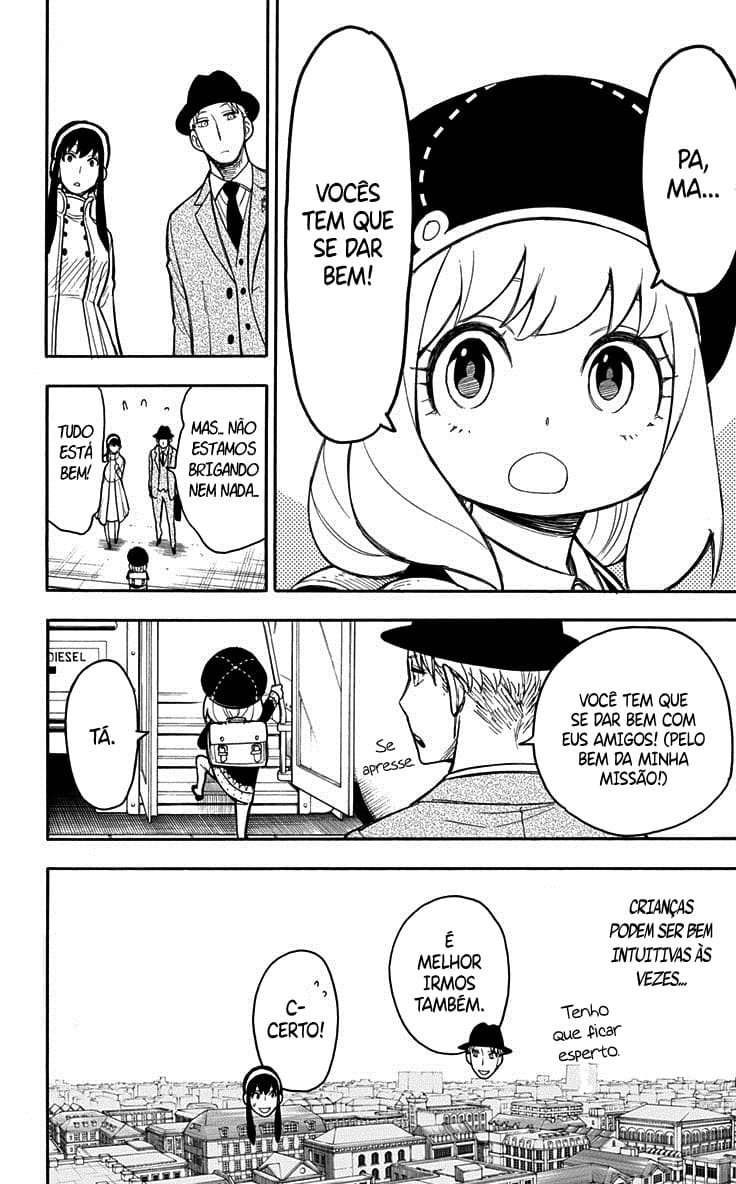 PA,
MA...
VOCÊS
TEM QUE
SE DAR
BEM!
MAS... NÃO
ESTAMOS
BRIGANDO
NEM NADA...
TUDO
ESTÁ
BEM!
VOCÊ TEM QUE
SE DAR BEM COM
EUS AMIGOS! (PELO
BEM DA MINHA
MISSÃO!)
Se
apresse
DIESEL
TÁ.
CRIANÇAS
PODEM SER BEM
INTUITIVAS ÀS
VEZES...
Tenho
que ficar
esperto.
É
MELHOR
IRMOS
TAMBÉM.
C-
CERTO!